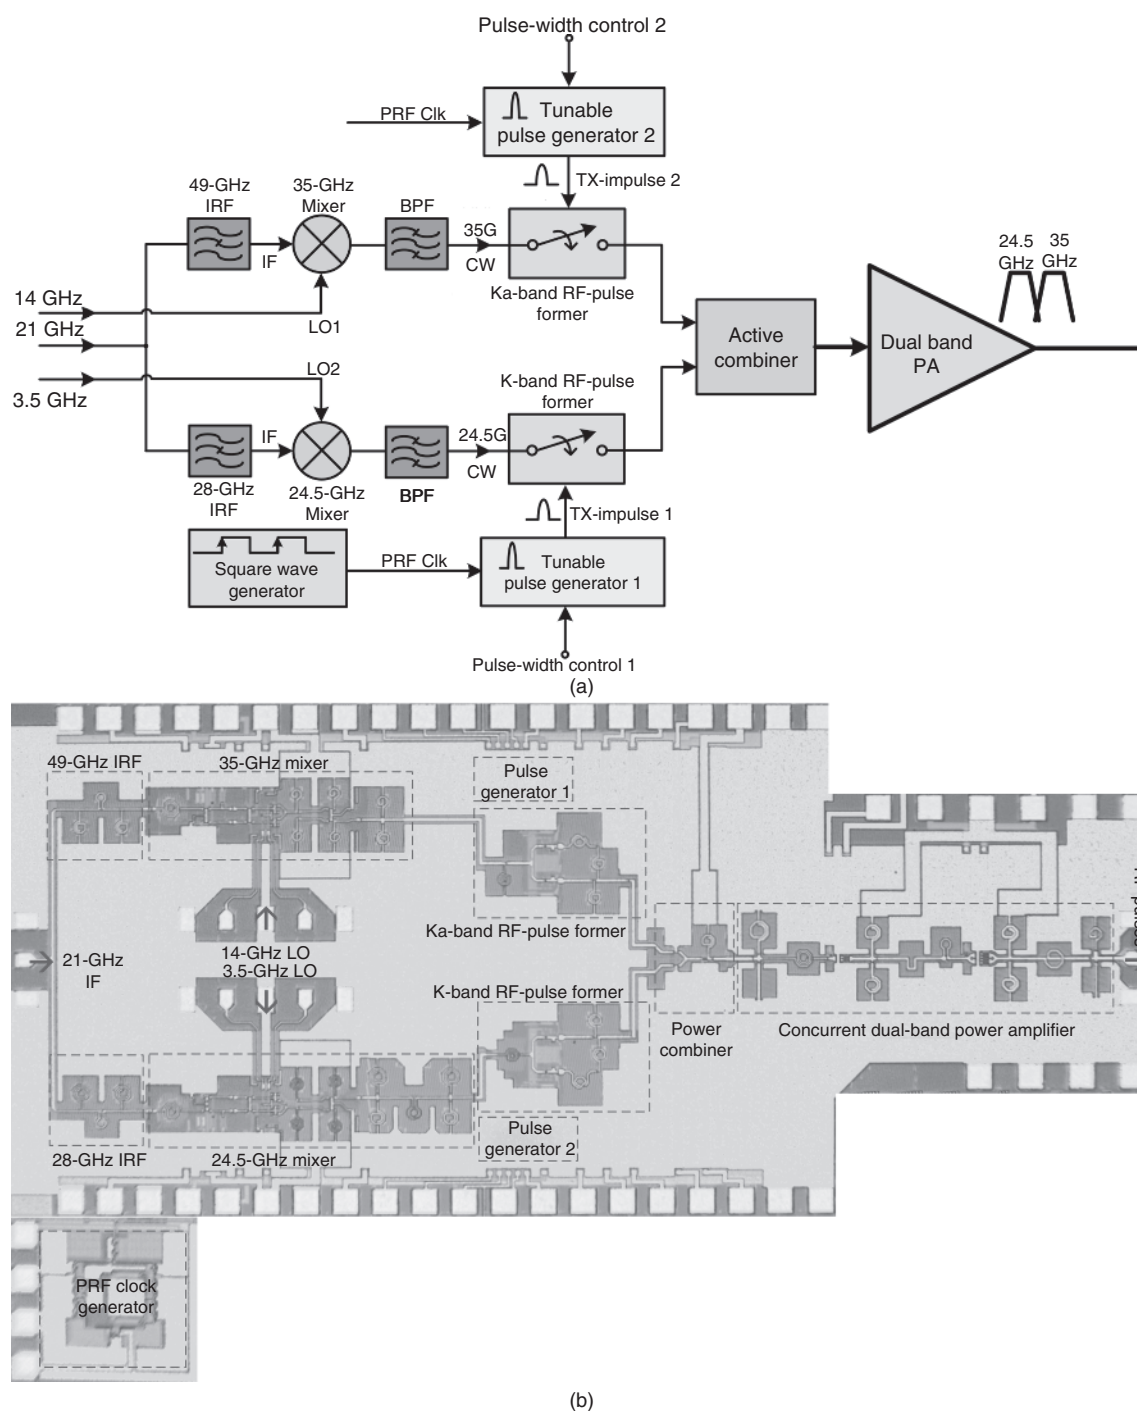 Pulse-width control 2
PRF Clk
Tunable
pulse generator 2
TX-impulse 2
49-GHz
IRF
35-GHz
Mixer
BPF
35G
CW
IF
Ka-band RF-pulse
former
24.5
GHz
35
GHz
14 GHz
LO1
21 GHz
Active
combiner
Dual band
PA
LO2
3.5 GHz
K-band RF-pulse
former
IF
24.5G
CW
28-GHz
IRF
24.5-GHz
Mixer
BPF
TX-impulse 1
Square wave
generator
PRF Clk
Tunable
pulse generator 1
Pulse-width control 1
(a)
49-GHz IRF
35-GHz mixer
Pulse
generator 1
Ka-band RF-pulse former
21-GHz
IF
14-GHz LO
3.5-GHz LO
K-band RF-pulse former
Power
combiner
Concurrent dual-band power amplifier
28-GHz IRF
24.5-GHz mixer
Pulse
generator 2
PRF clock
generator
(b)